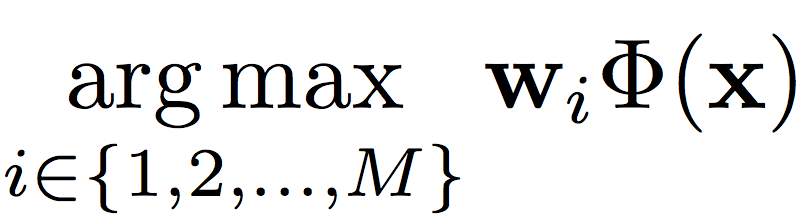 arg max w_i Φ(x)
i∈{1,2,...,M}